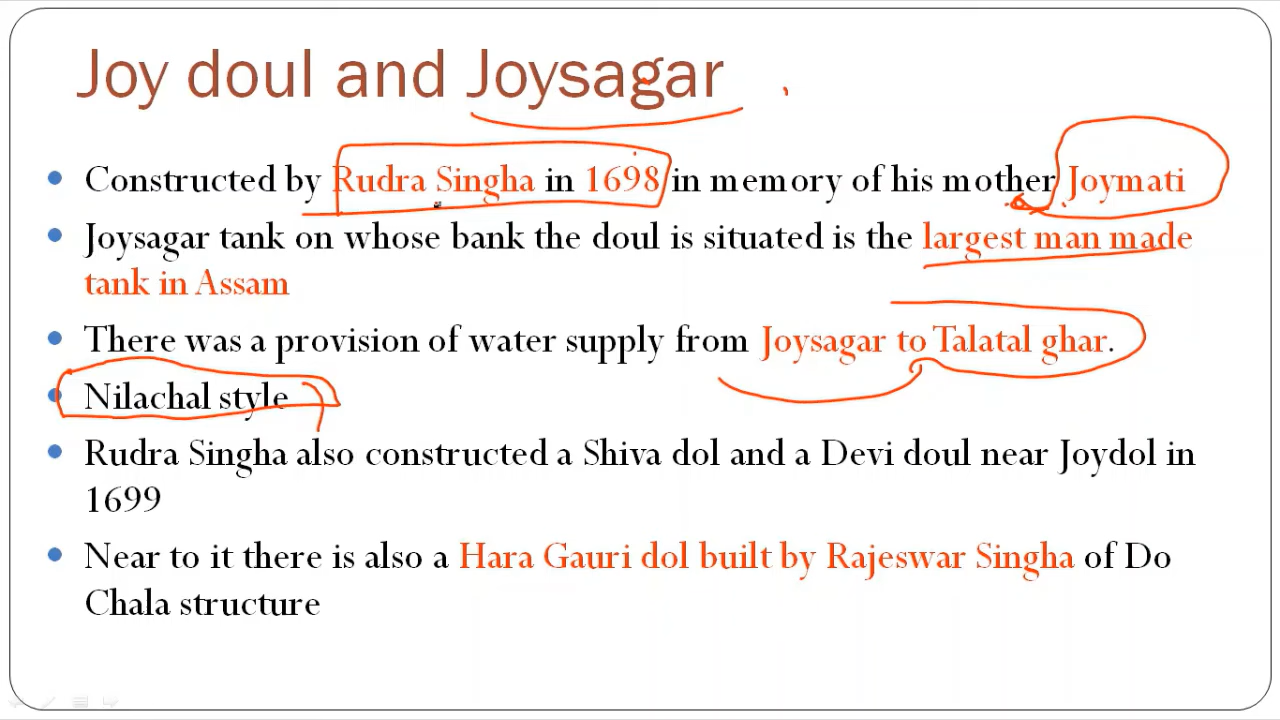 Joy doul and Joysagar
Constructed by Rudra Singha in 1698 in memory of his mother Joymati
Joysagar tank on whose bank the doul is situated is the largest man made
tank in Assam
There was a provision of water supply from Joysagar to Talatal ghar.
Nilachal style
Rudra Singha also constructed a Shiva dol and a Devi doul near Joydol in
1699
Near to it there is also a Hara Gauri dol built by Rajeswar Singha of Do
Chala structure